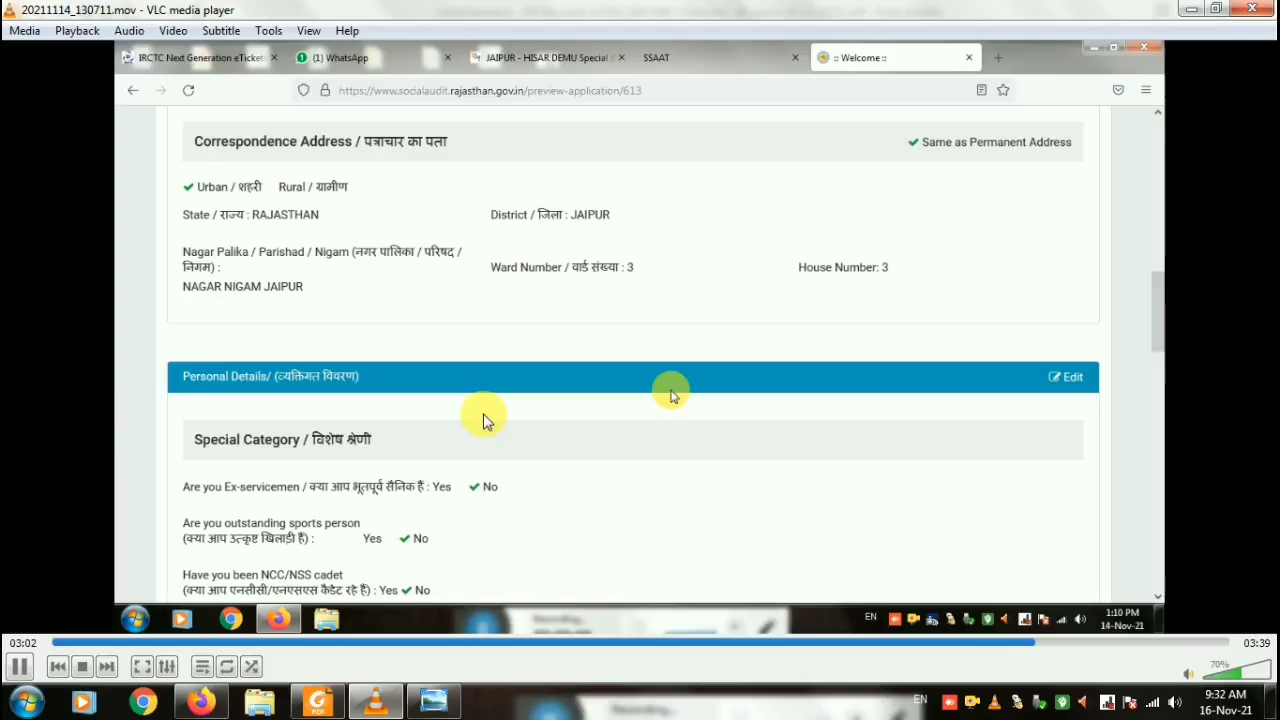 20211114_130711.mov - VLC media player
Media Playback Audio Video Subtitle Tools View Help
IRCTC Next Generation eTicket
(1) WhatsApp
JAIPUR - HISAR DEMU Special
SSAAT
:: Welcome ::
https://www.socialaudit.rajasthan.gov.in/preview-application/613
Correspondence Address / पत्राचार का पता
Same as Permanent Address
Urban / शहरी Rural / ग्रामीण
State / राज्य : RAJASTHAN
District / जिला : JAIPUR
Nagar Palika / Parishad / Nigam (नगर पालिका / परिषद /
निगम) :
NAGAR NIGAM JAIPUR
Ward Number / वार्ड संख्या : 3
House Number: 3
Personal Details/ (व्यक्तिगत विवरण)
Edit
Special Category / विशेष श्रेणी
Are you Ex-servicemen / क्या आप भूतपूर्व सैनिक हैं : Yes No
Are you outstanding sports person
(क्या आप उत्कृष्ट खिलाड़ी हैं) : Yes No
Have you been NCC/NSS cadet
(क्या आप एनसीसी/एनएसएस कैडेट रहे हैं) : Yes No
Recording...
EN
1:10 PM
14-Nov-21
03:02
03:39
70%
PDF
Recording...
EN
9:32 AM
16-Nov-21